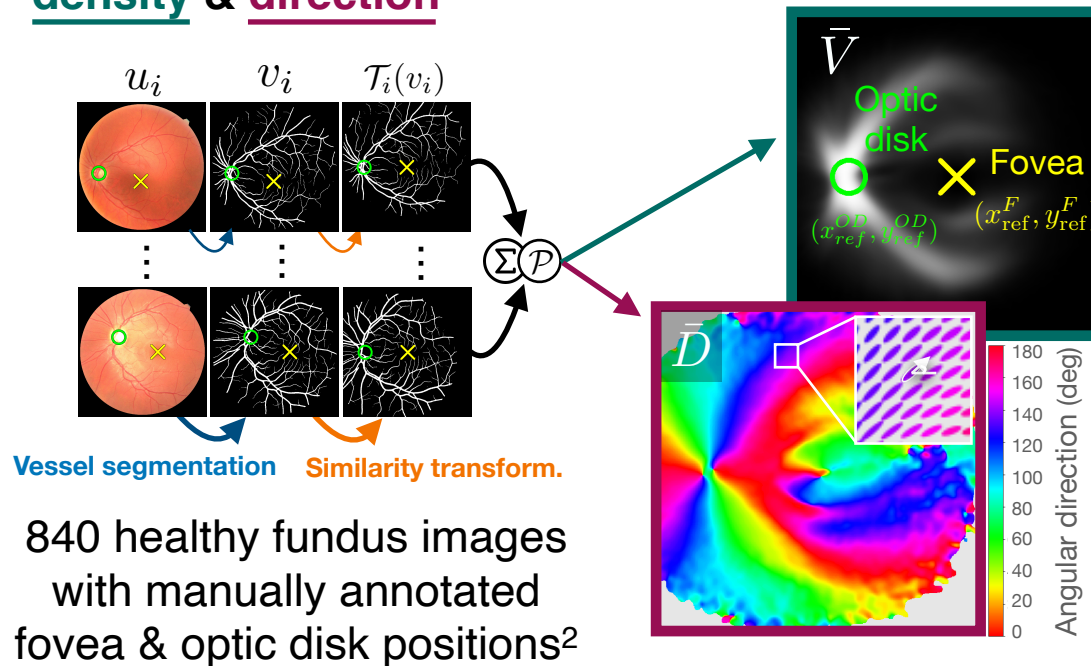 density & direction
u_i v_i T_i(v_i)
Σ P
Vessel segmentation Similarity transform.
840 healthy fundus images
with manually annotated
fovea & optic disk positions²
V̄
Optic
disk
Fovea
(x_ref^OD, y_ref^OD)
(x_ref^F, y_ref^F
D̄
180
160
140
120
100
80
60
40
20
0
Angular direction (deg)